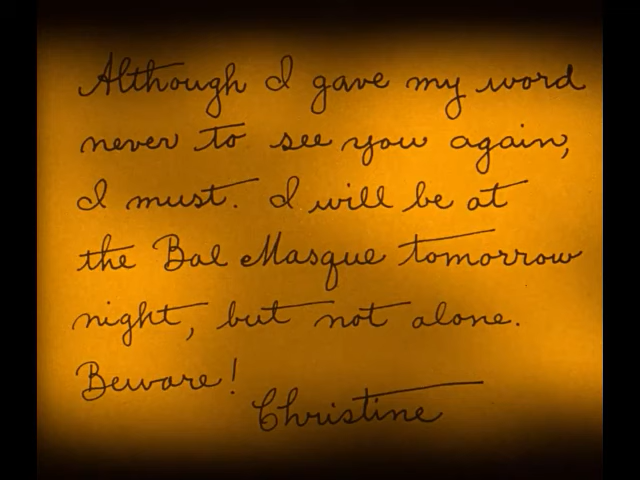 Although I gave my word
never to see you again,
I must. I will be at
the Bal Masque tomorrow
night, but not alone.
Beware!
Christine